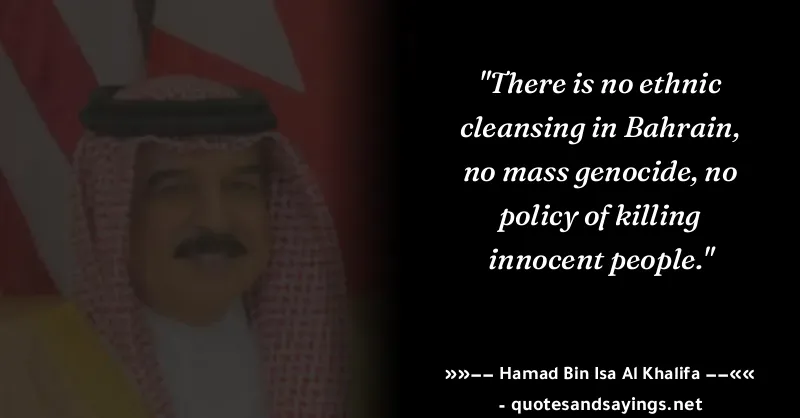 "There is no ethnic
cleansing in Bahrain,
no mass genocide, no
policy of killing
innocent people."
»»−− Hamad Bin Isa Al Khalifa −−««
- quotesandsayings.net